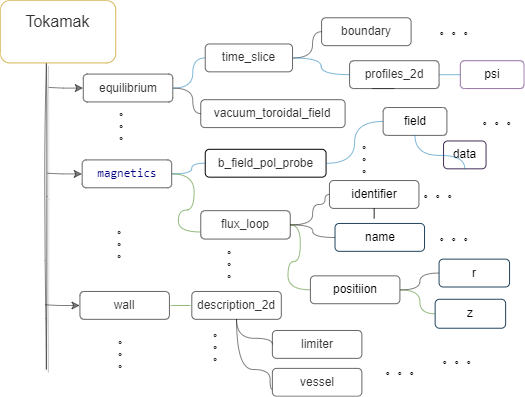 Tokamak
boundary
time_slice
profiles_2d
psi
equilibrium
vacuum_toroidal_field
field
data
b_field_pol_probe
magnetics
identifier
flux_loop
name
positiion
r
z
wall
description_2d
limiter
vessel